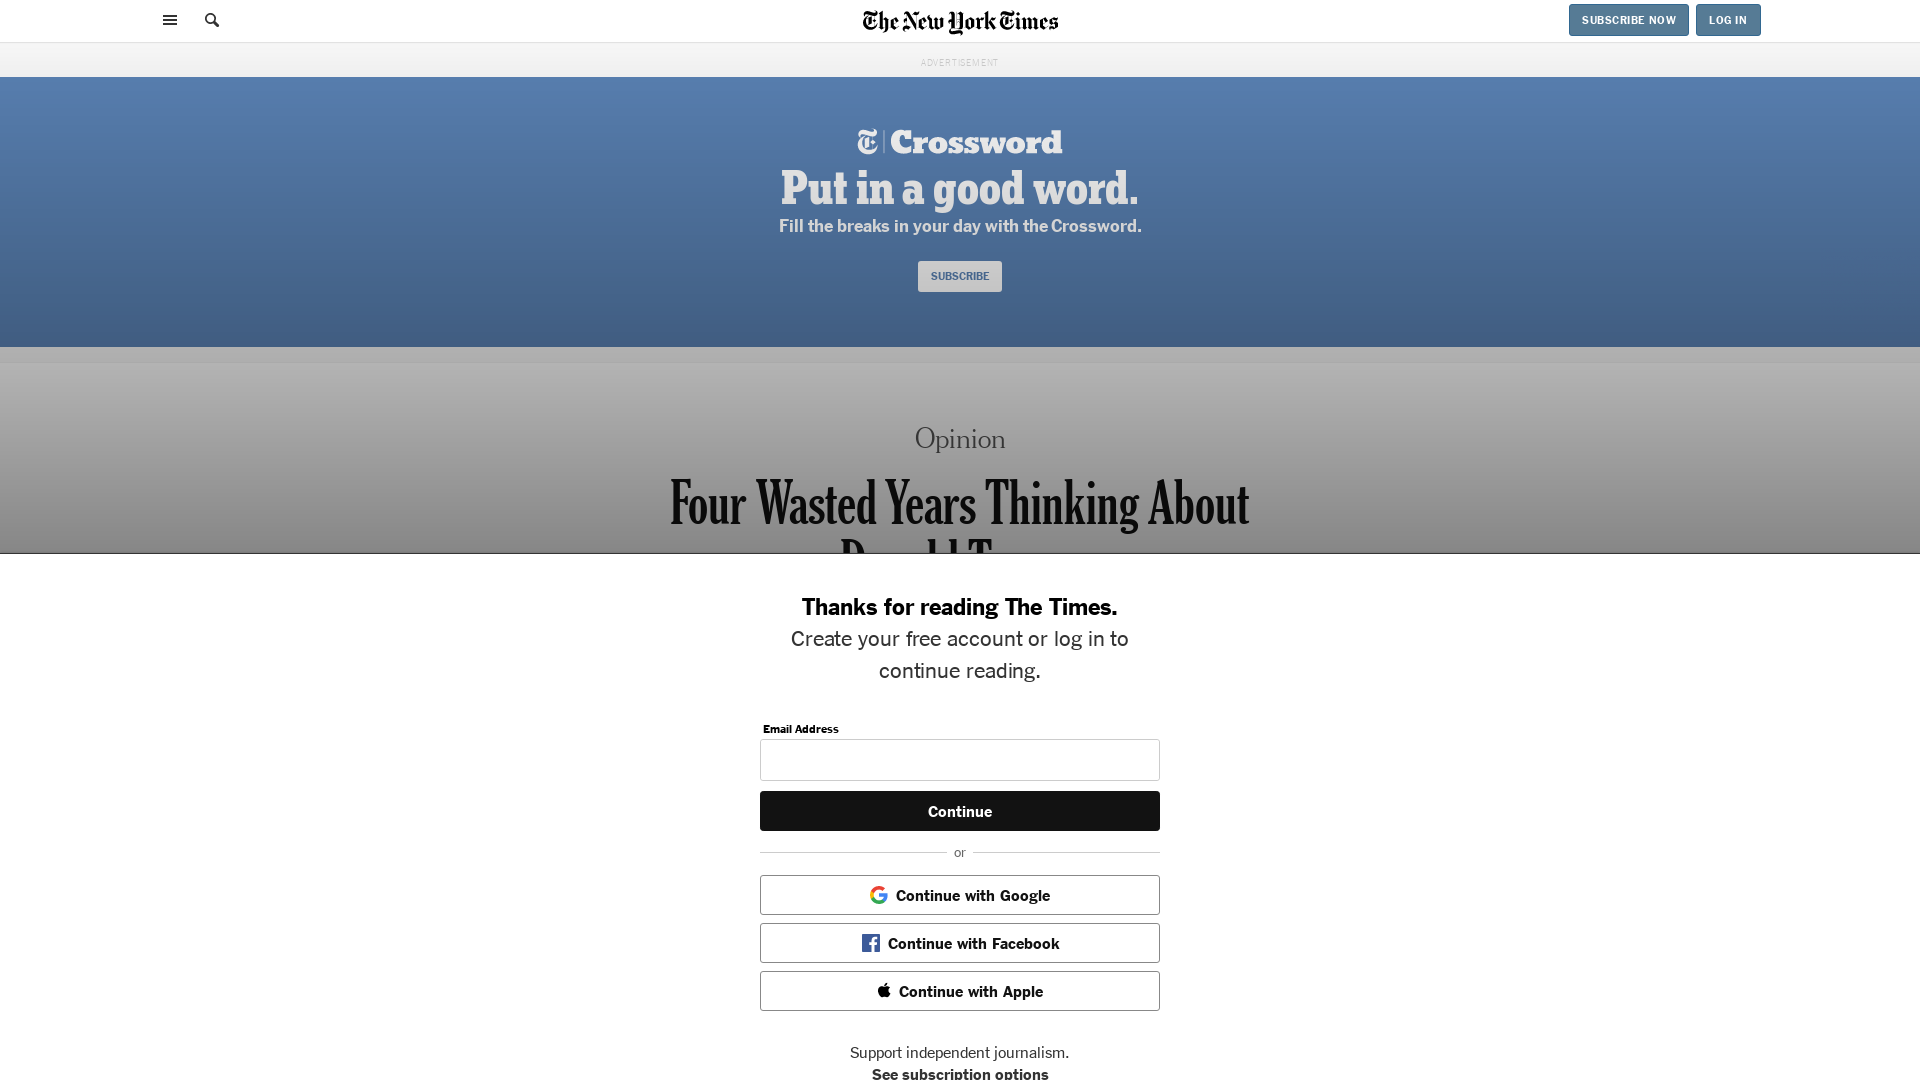 The New York Times
SUBSCRIBE NOW
LOG IN
ADVERTISEMENT
Crossword
Put in a good word.
Fill the breaks in your day with the Crossword.
SUBSCRIBE
Opinion
Four Wasted Years Thinking About
Thanks for reading The Times.
Create your free account or log in to
continue reading.
Email Address
Continue
or
Continue with Google
Continue with Facebook
Continue with Apple
Support independent journalism.
See subscription options